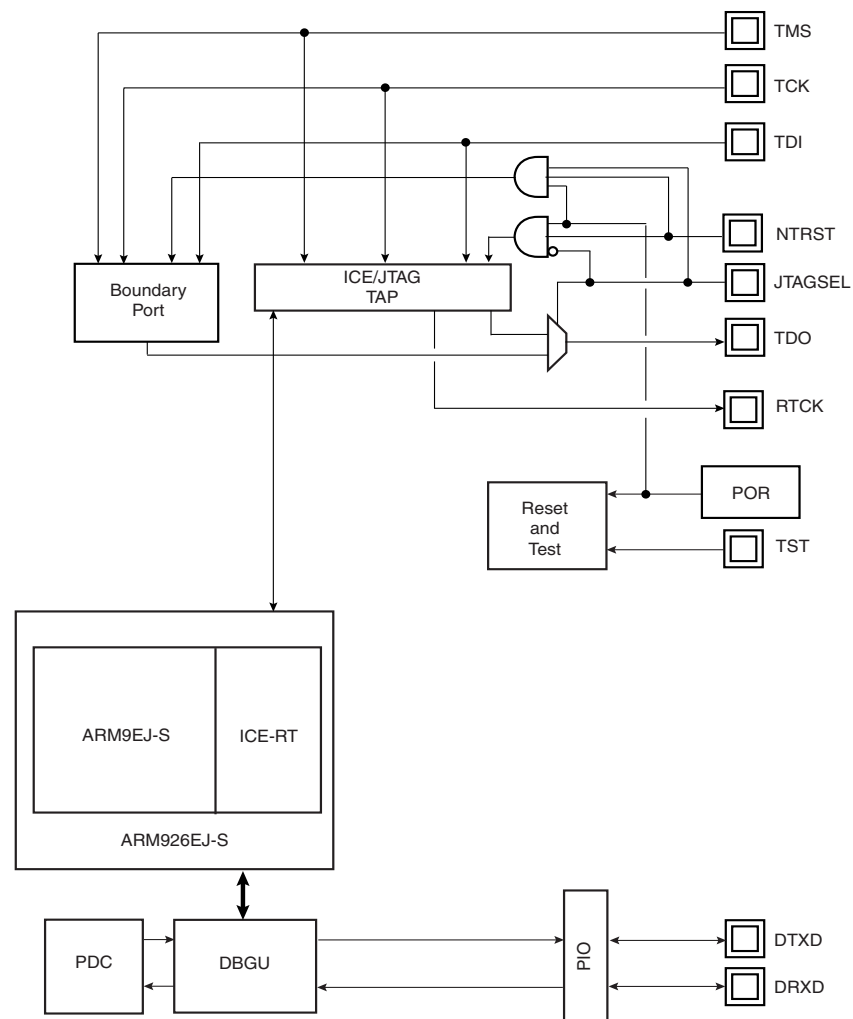 TMS
TCK
TDI
NTRST
ICE/JTAG
TAP
Boundary
Port
JTAGSEL
TDO
RTCK
POR
Reset
and
Test
TST
ARM9EJ-S
ICE-RT
ARM926EJ-S
PDC
DBGU
PIO
DTXD
DRXD